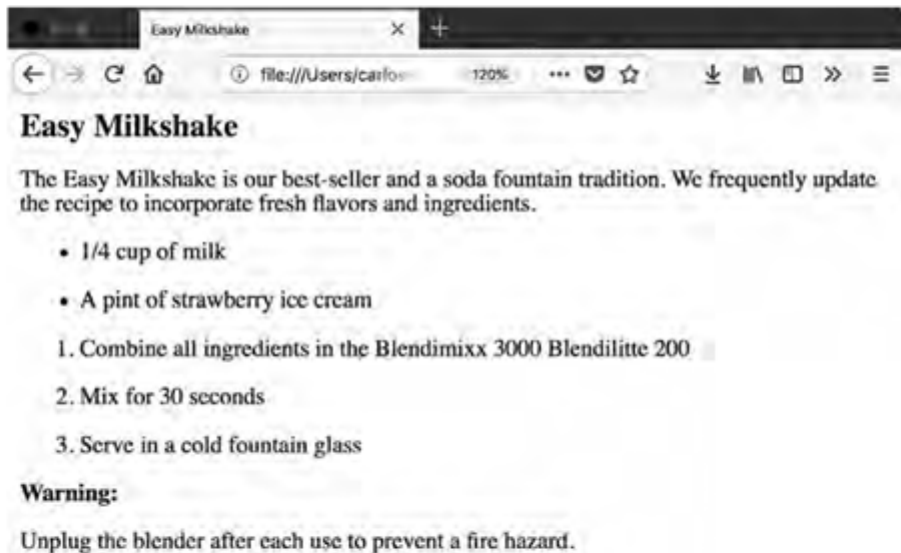 Easy Milkshake
file:///Users/carlos 120%
Easy Milkshake
The Easy Milkshake is our best-seller and a soda fountain tradition. We frequently update
the recipe to incorporate fresh flavors and ingredients.
• 1/4 cup of milk
• A pint of strawberry ice cream
1. Combine all ingredients in the Blendimixx 3000 Blendilitte 200
2. Mix for 30 seconds
3. Serve in a cold fountain glass
Warning:
Unplug the blender after each use to prevent a fire hazard.